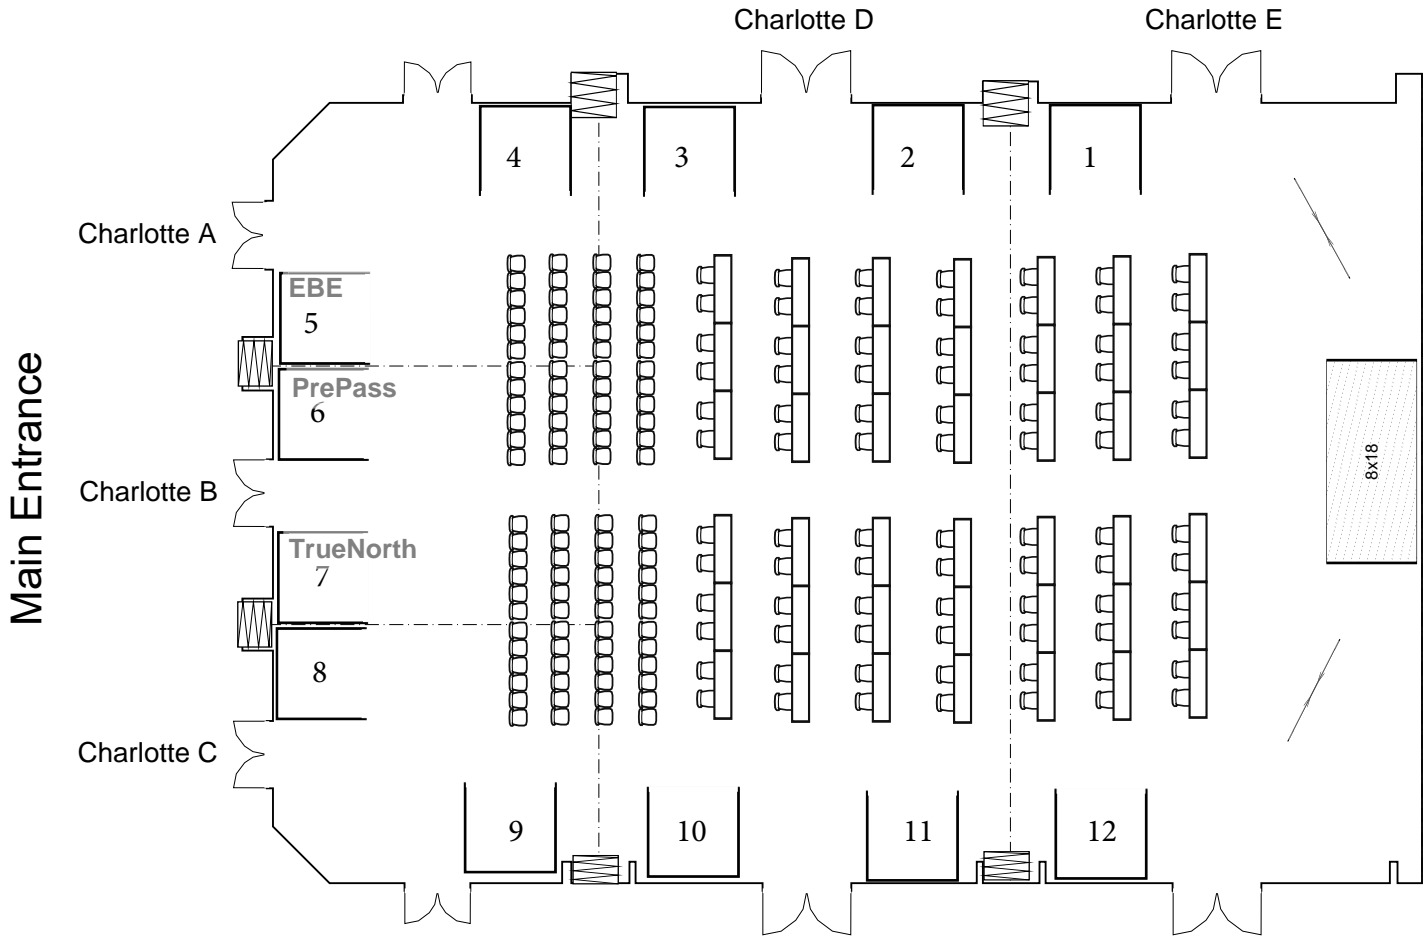 Charlotte D
Charlotte E
4
3
2
1
Charlotte A
EBE
5
PrePass
6
Main Entrance
8x18
Charlotte B
TrueNorth
7
8
Charlotte C
9
10
11
12